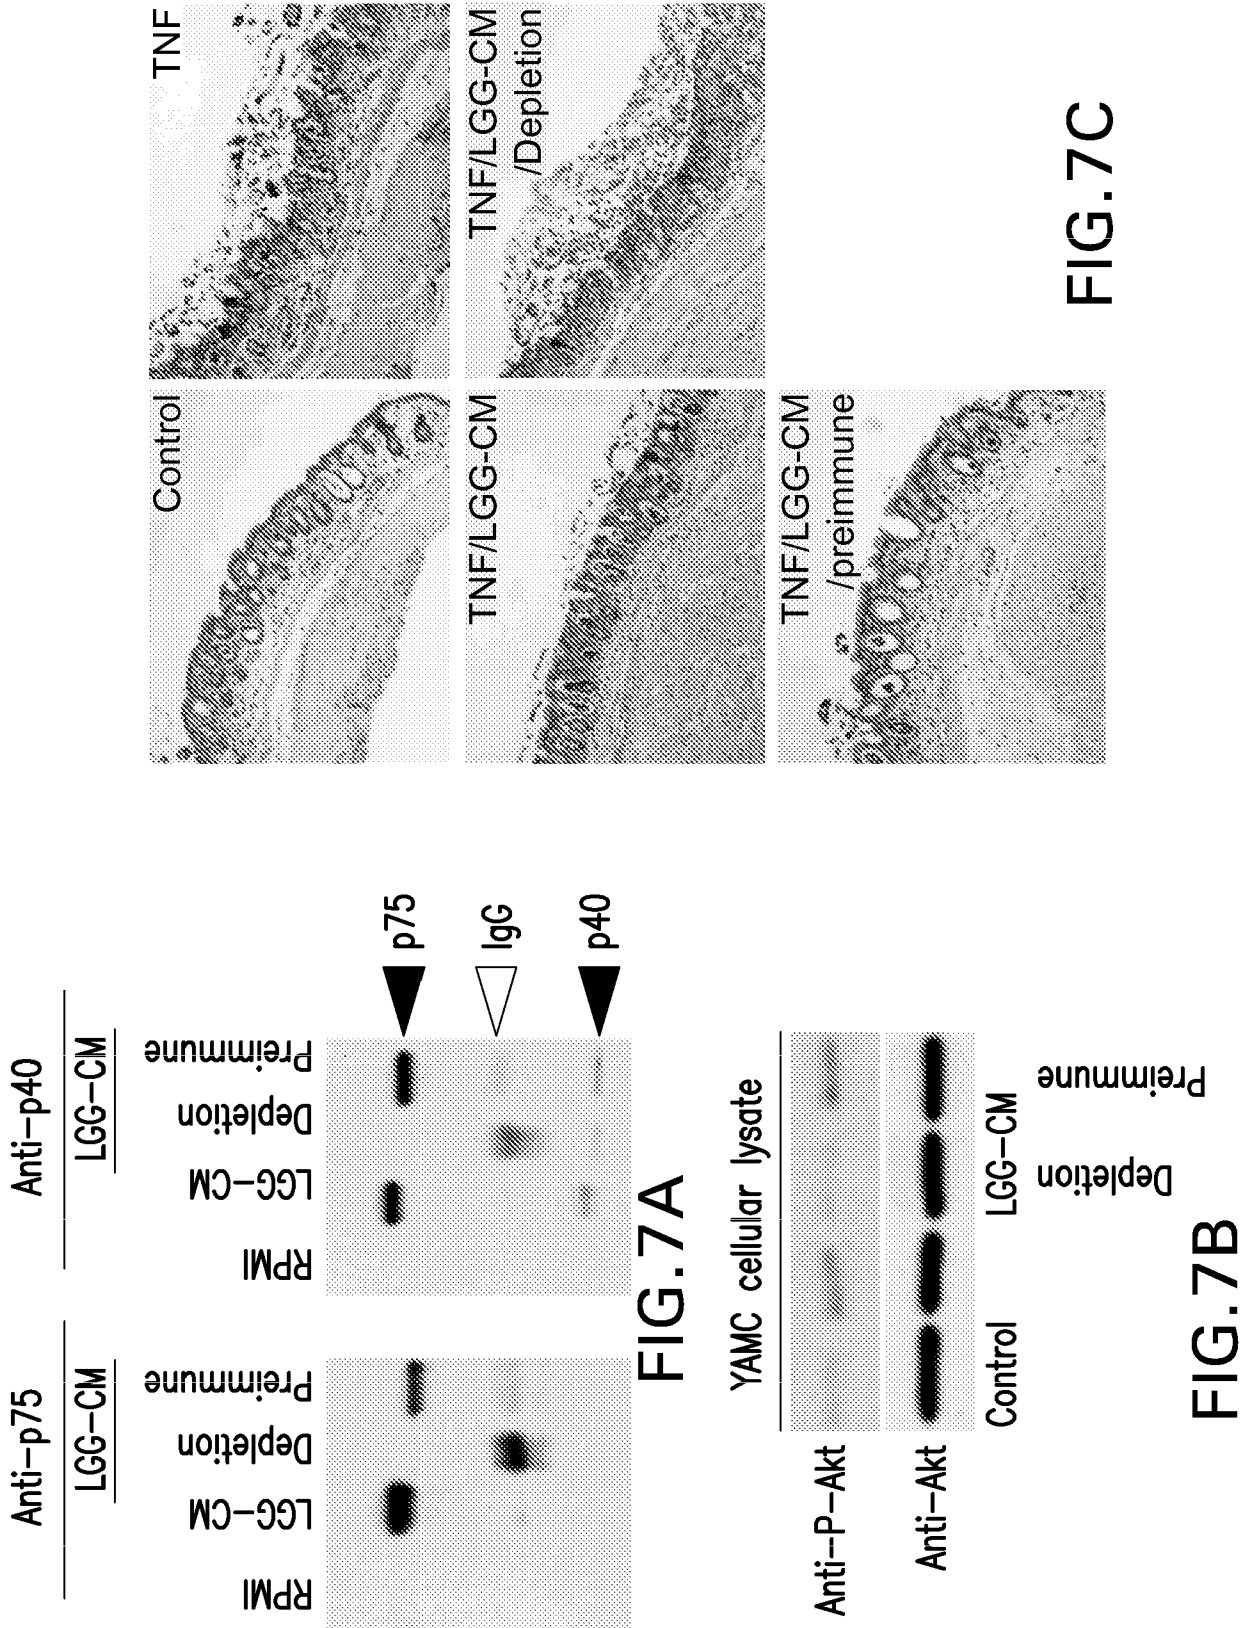 Anti-p75
LGG-CM
RPMI
LGG-CM
Depletion
Preimmune
Anti-p40
LGG-CM
RPMI
LGG-CM
Depletion
Preimmune
p75
IgG
p40
FIG.7A
YAMC cellular lysate
Anti-P-Akt
Anti-Akt
Control
LGG-CM
Depletion
Preimmune
FIG.7B
Control
TNF
TNF/LGG-CM
TNF/LGG-CM
/Depletion
TNF/LGG-CM
/preimmune
FIG.7C